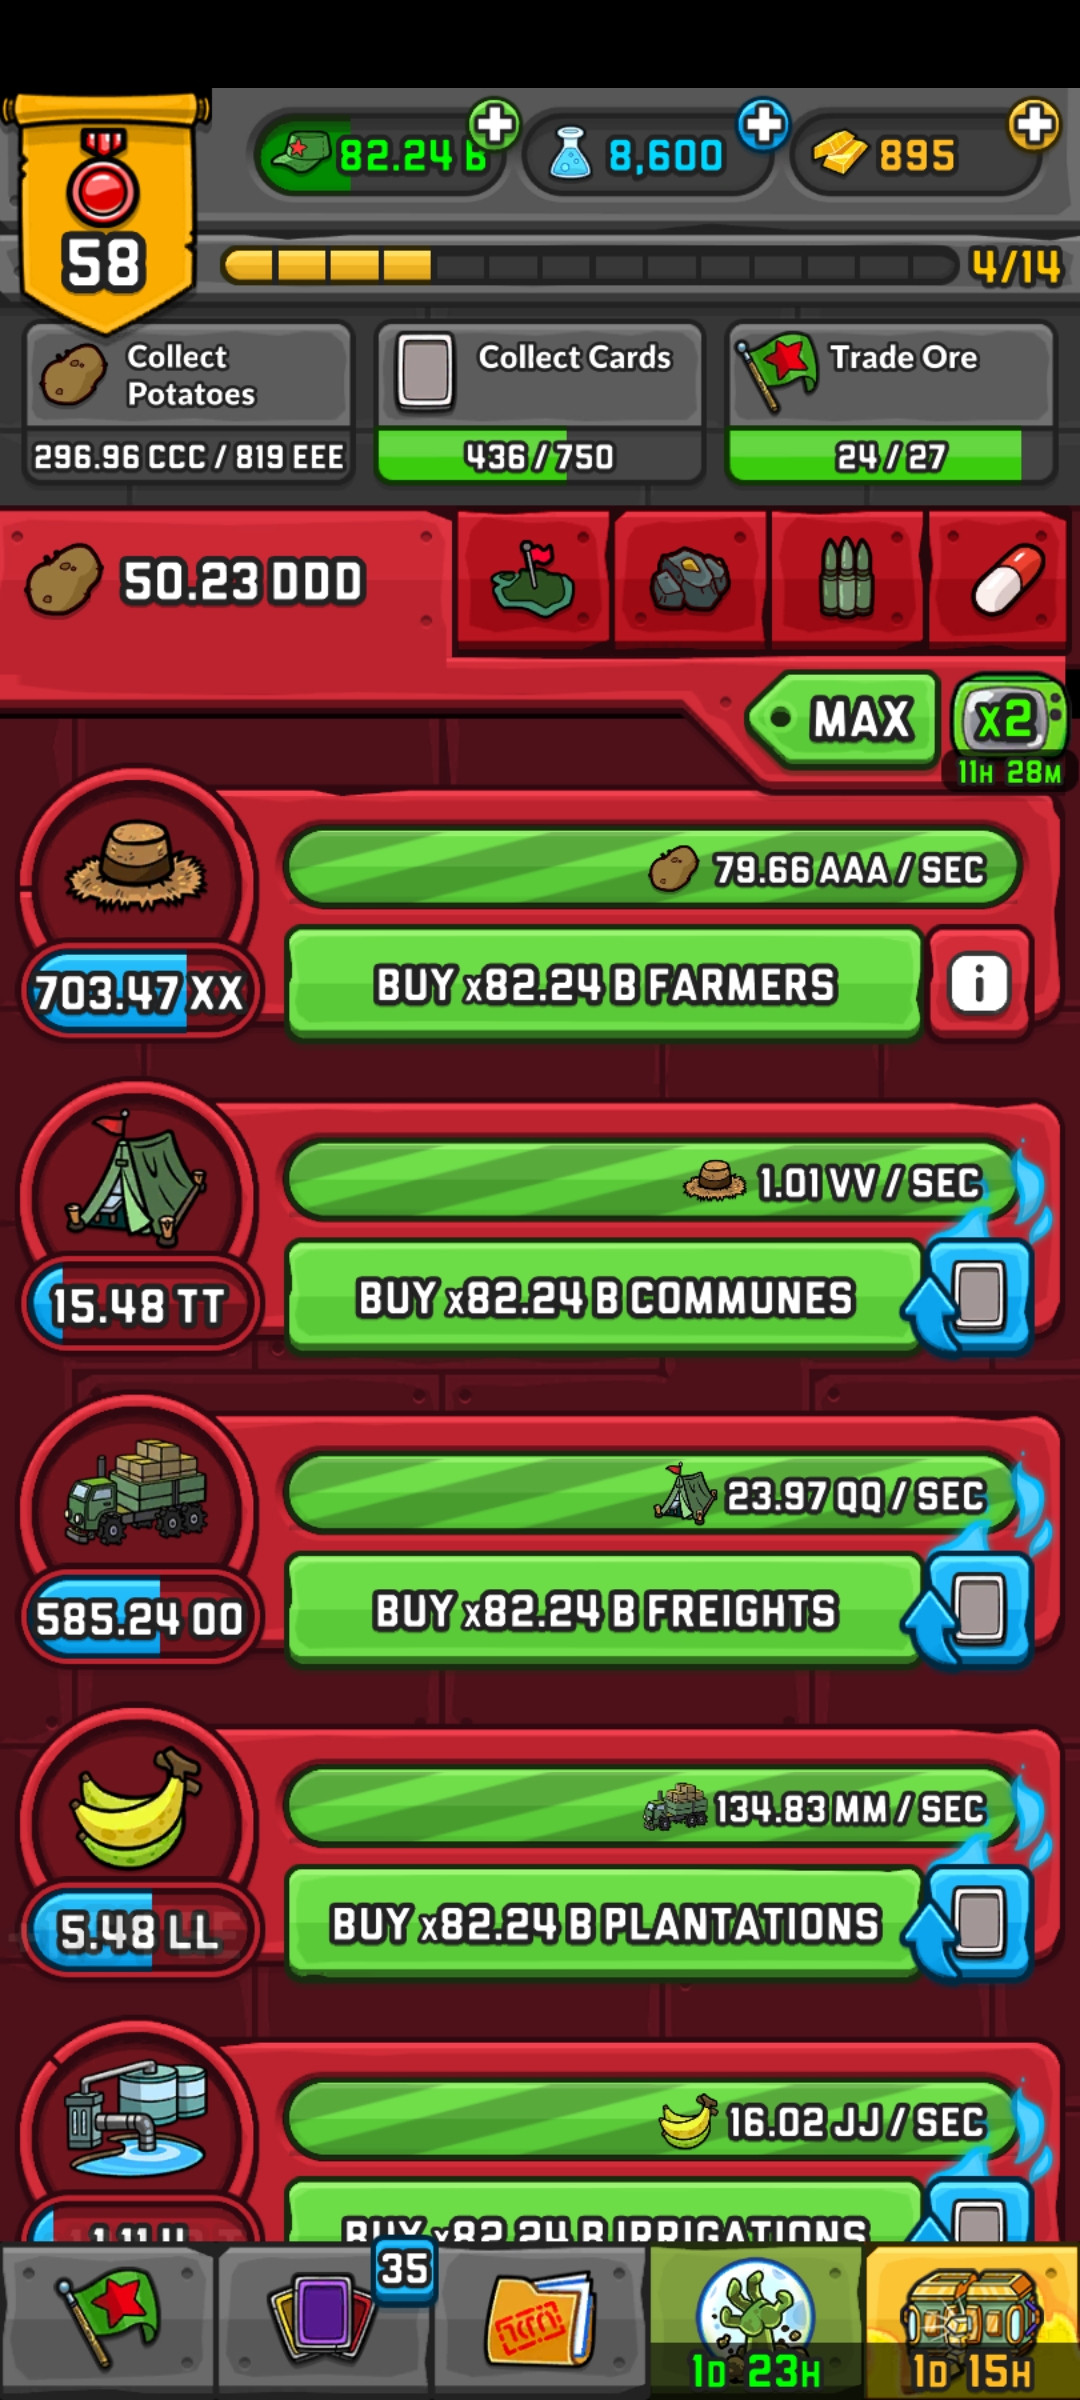 82.24 B
8,600
895
58
4/14
Collect Potatoes
296.96 CCC / 819 EEE
Collect Cards
436 / 750
Trade Ore
24 / 27
50.23 DDD
MAX
x2
11H 28M
79.66 AAA / SEC
703.47 XX
BUY x82.24 B FARMERS
i
1.01 VV / SEC
15.48 TT
BUY x82.24 B COMMUNES
23.97 QQ / SEC
585.24 OO
BUY x82.24 B FREIGHTS
134.83 MM / SEC
5.48 LL
BUY x82.24 B PLANTATIONS
16.02 JJ / SEC
BUY x82.24 B IRRIGATIONS
35
1D 23H
1D 15H